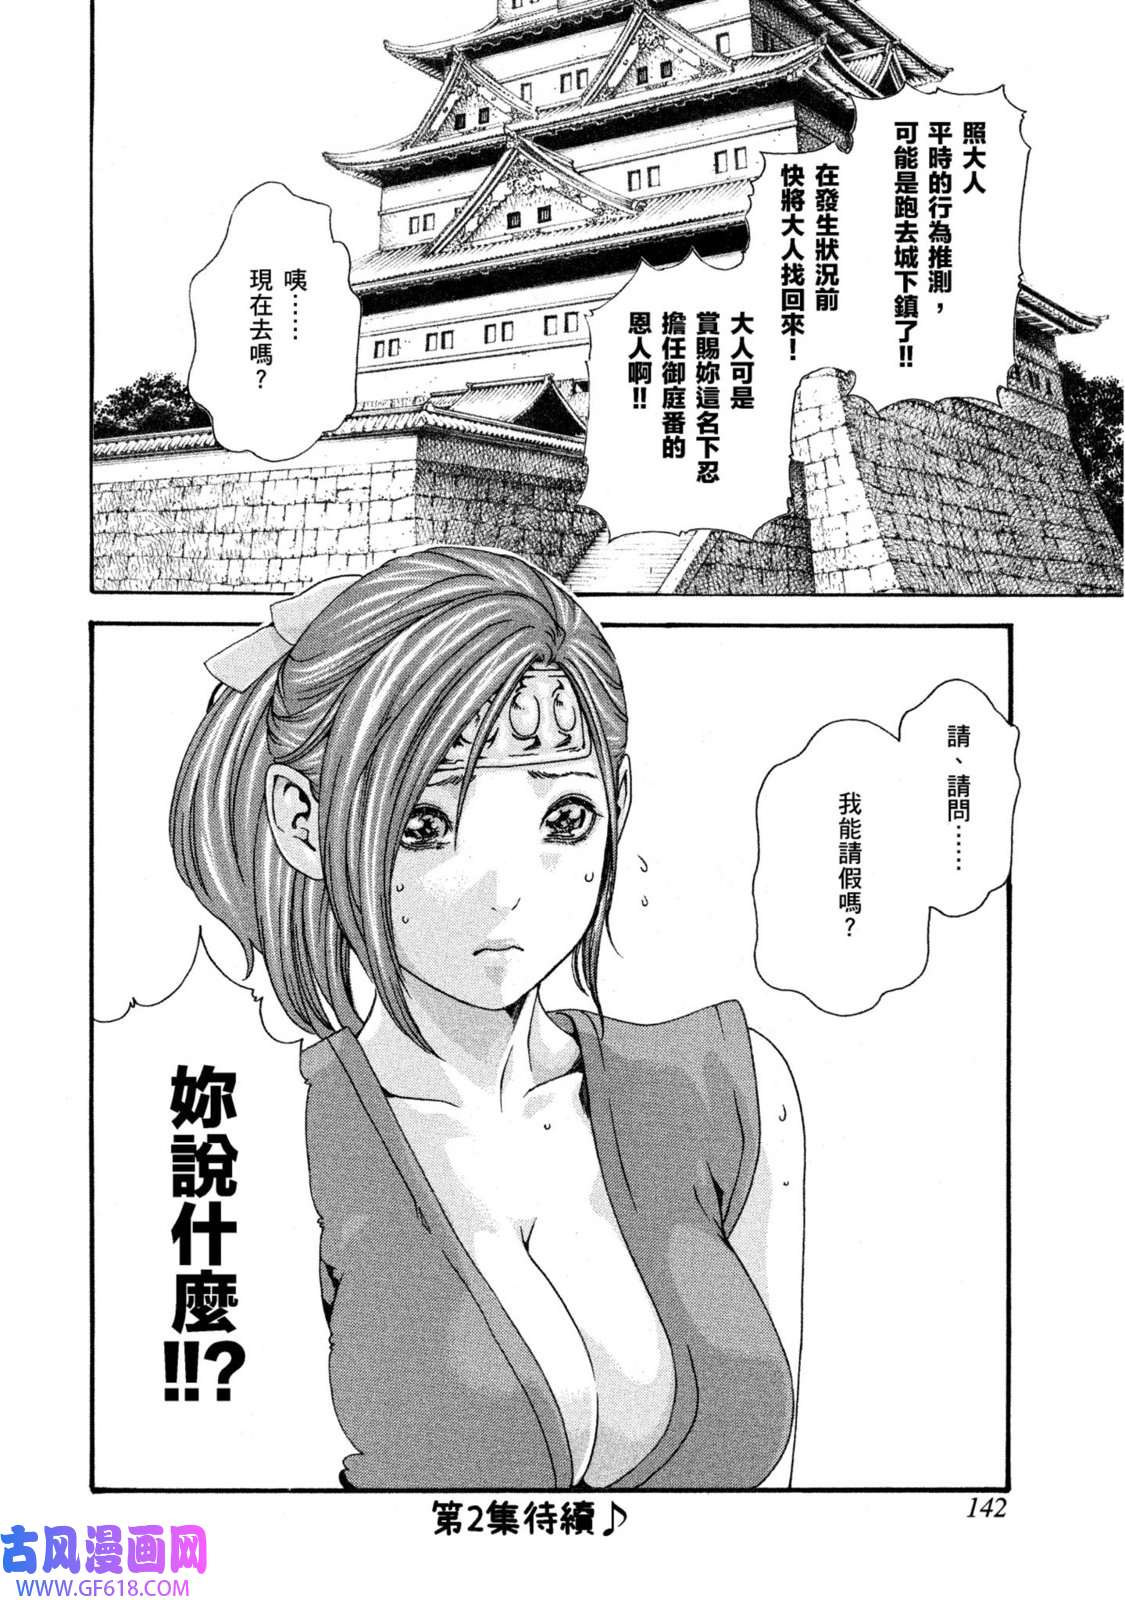 照大人
平時的行為推測，
可能是跑去城下鎮了!!
在發生狀況前
快將大人找回來！
大人可是
賞賜妳這名下忍
擔任御庭番的
恩人啊!!
咦……
現在去嗎？
請、請問……
我能請假嗎？
妳說什麼!!?
第2集待續♪
142
古风漫画网
WWW.GF618.COM